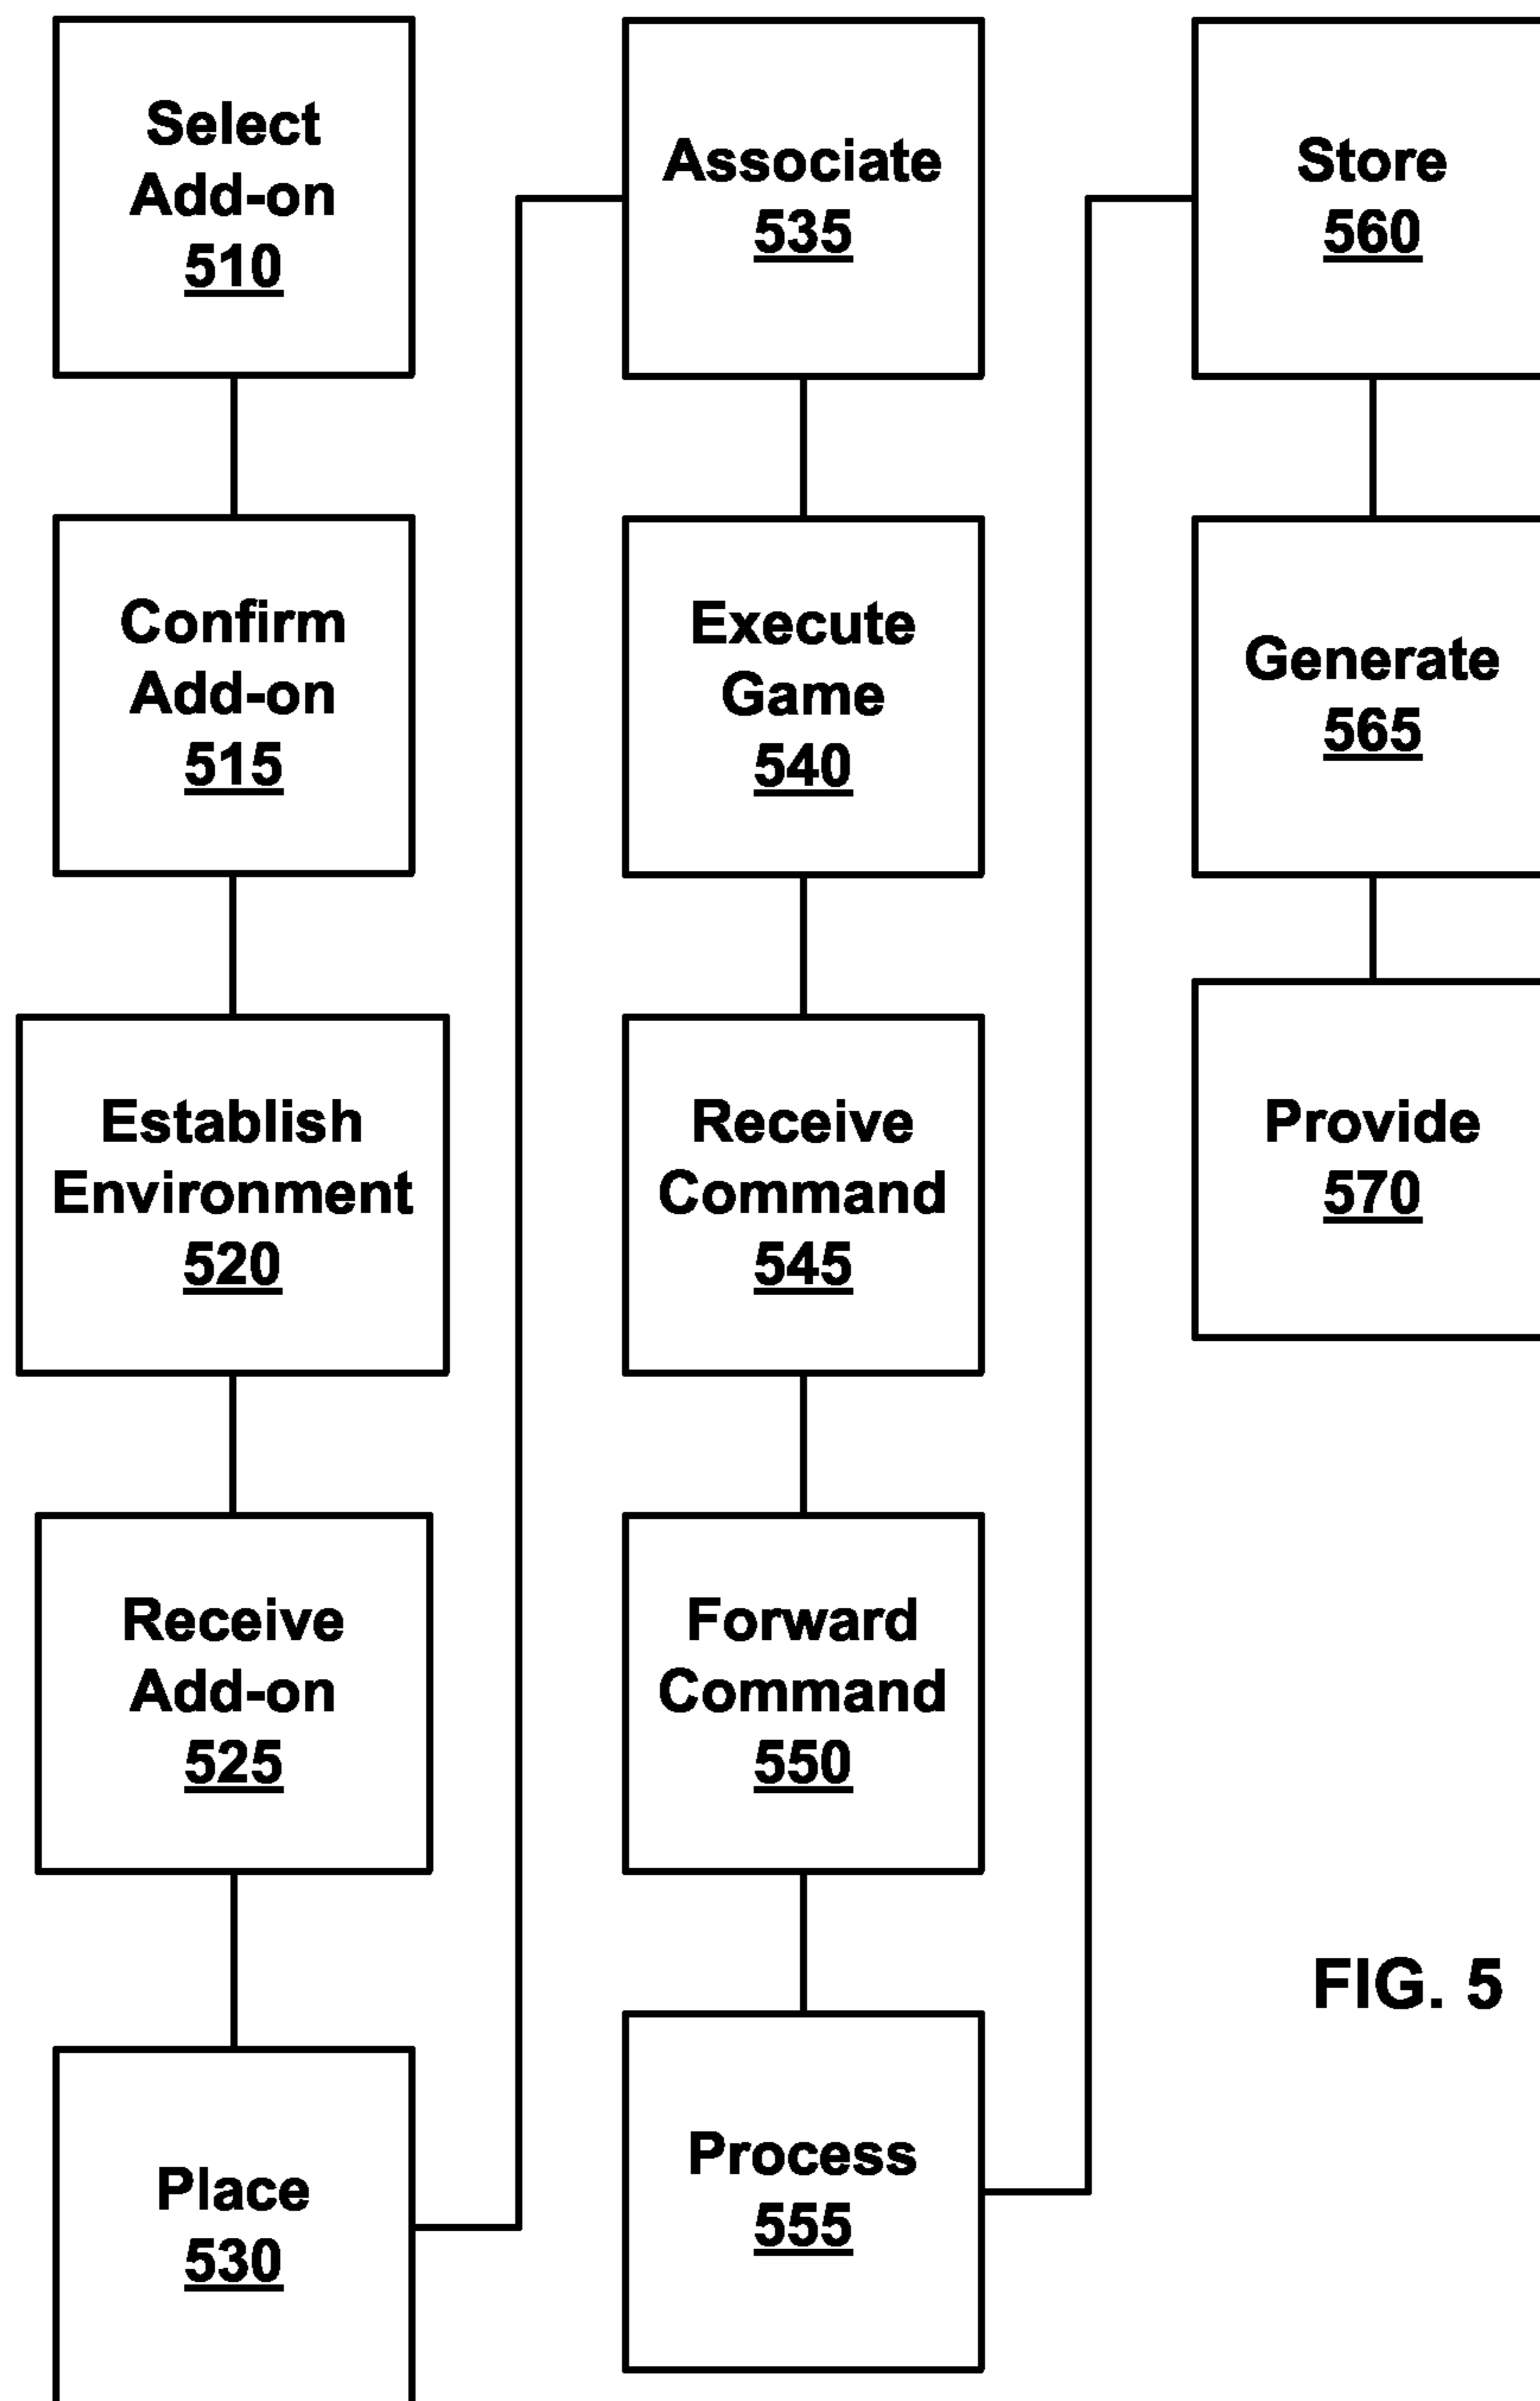 Select
Add-on
510
Confirm
Add-on
515
Establish
Environment
520
Receive
Add-on
525
Place
530
Associate
535
Execute
Game
540
Receive
Command
545
Forward
Command
550
Process
555
Store
560
Generate
565
Provide
570
FIG. 5